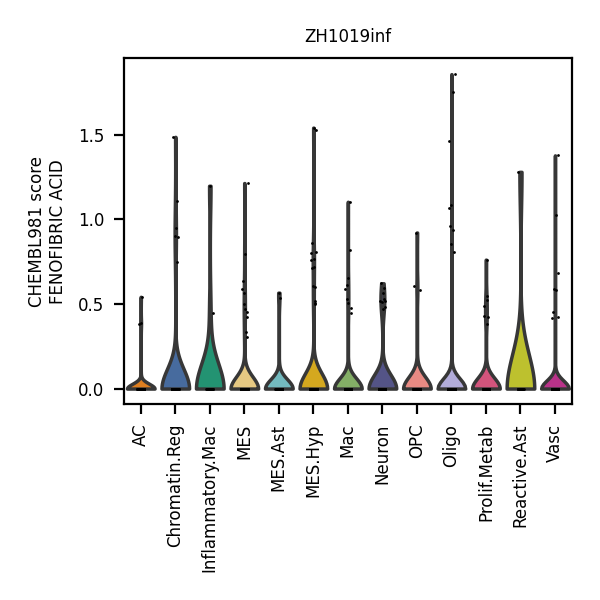 ZH1019inf
CHEMBL981 score
FENOFIBRIC ACID
1.5
1.0
0.5
0.0
AC
Chromatin.Reg
Inflammatory.Mac
MES
MES.Ast
MES.Hyp
Mac
Neuron
OPC
Oligo
Prolif.Metab
Reactive.Ast
Vasc